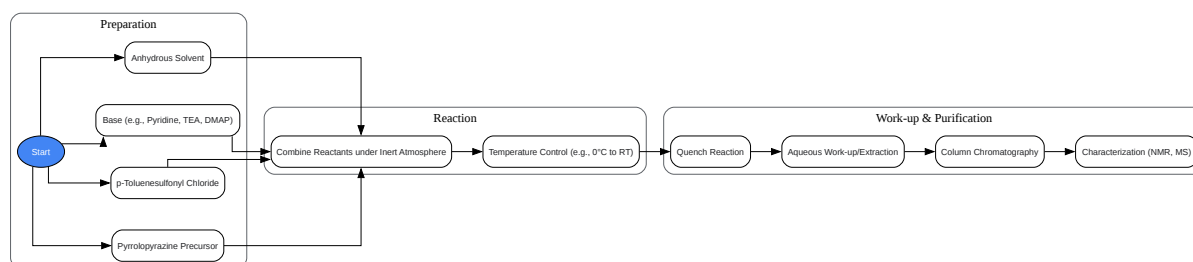 Preparation
Anhydrous Solvent
Base (e.g., Pyridine, TEA, DMAP)
Start
p-Toluenesulfonyl Chloride
Pyrrolopyrazine Precursor
Reaction
Combine Reactants under Inert Atmosphere
Temperature Control (e.g., 0°C to RT)
Work-up & Purification
Quench Reaction
Aqueous Work-up/Extraction
Column Chromatography
Characterization (NMR, MS)